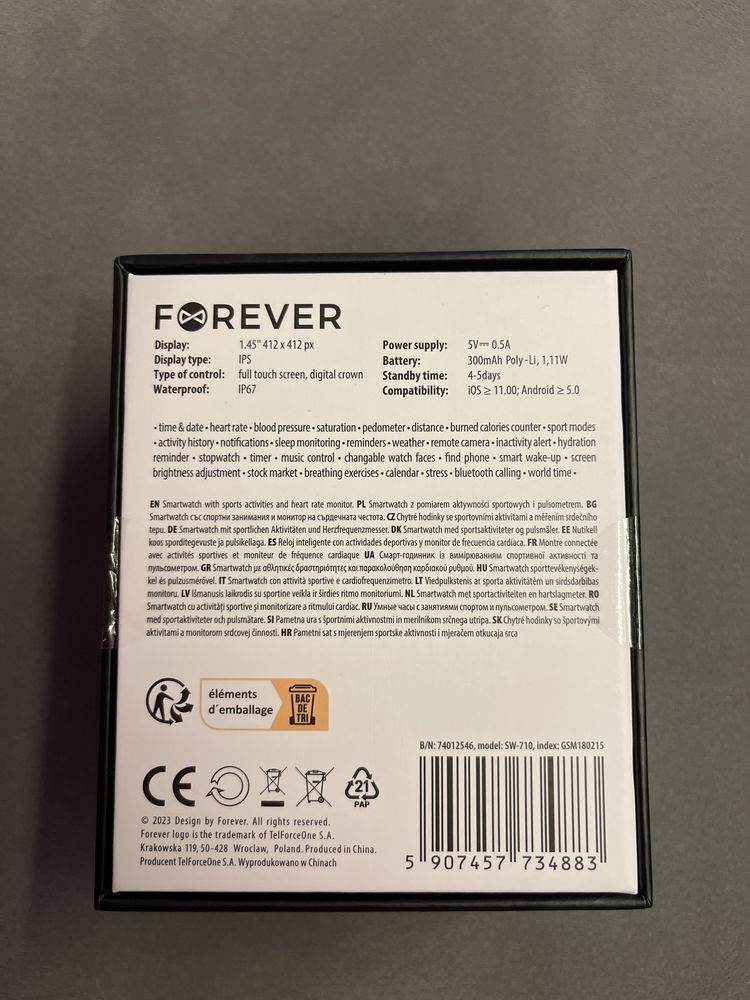 FOREVER
Display: 1.45" 412 x 412 px
Display type: IPS
Type of control: full touch screen, digital crown
Waterproof: IP67
Power supply: 5V⎓ 0.5A
Battery: 300mAh Poly-Li, 1,11W
Standby time: 4-5days
Compatibility: iOS ≥ 11.00; Android ≥ 5.0
• time & date • heart rate • blood pressure • saturation • pedometer • distance • burned calories counter • sport modes
• activity history • notifications • sleep monitoring • reminders • weather • remote camera • inactivity alert • hydration
reminder • stopwatch • timer • music control • changable watch faces • find phone • smart wake-up • screen
brightness adjustment • stock market • breathing exercises • calendar • stress • bluetooth calling • world time •
EN Smartwatch with sports activities and heart rate monitor. PL Smartwatch z pomiarem aktywności sportowych i pulsometrem. BG
Smartwatch със спортни занимания и монитор на сърдечната честота. CZ Chytré hodinky se sportovními aktivitami a měřením srdečního
tepu. DE Smartwatch mit sportlichen Aktivitäten und Herzfrequenzmesser. DK Smartwatch med sportsaktiviteter og pulsmåler. EE Nutikell
koos sporditegevuste ja pulsikellaga. ES Reloj inteligente con actividades deportivas y monitor de frecuencia cardíaca. FR Montre connectée
avec activités sportives et moniteur de fréquence cardiaque UA Смарт-годинник із вимірюванням спортивної активності та
пульсометром. GR Smartwatch με αθλητικές δραστηριότητες και παρακολούθηση καρδιακού ρυθμού. HU Smartwatch sporttevékenységek-
kel és pulzusmérővel. IT Smartwatch con attività sportive e cardiofrequenzimetro. LT Viedpulkstenis ar sporta aktivitātēm un sirdsdarbības
monitoru. LV Išmanusis laikrodis su sportine veikla ir širdies ritmo monitoriumi. NL Smartwatch met sportactiviteiten en hartslagmeter. RO
Smartwatch cu activități sportive și monitorizare a ritmului cardiac. RU Умные часы с занятиями спортом и пульсометром. SE Smartwatch
med sportaktiviteter och pulsmätare. SI Pametna ura s športnimi aktivnostmi in merilnikom srčnega utripa. SK Chytré hodinky so športovými
aktivitami a monitorom srdcovej činnosti. HR Pametni sat s mjerenjem sportske aktivnosti i mjeračem otkucaja srca
éléments
d´emballage
BAC
DE
TRI
B/N: 74012546, model: SW-710, index: GSM180215
CE
21
PAP
© 2023 Design by Forever. All rights reserved.
Forever logo is the trademark of TelForceOne S.A.
Krakowska 119, 50-428 Wroclaw, Poland. Produced in China.
Producent TelForceOne S.A. Wyprodukowano w Chinach
5 907457 734883